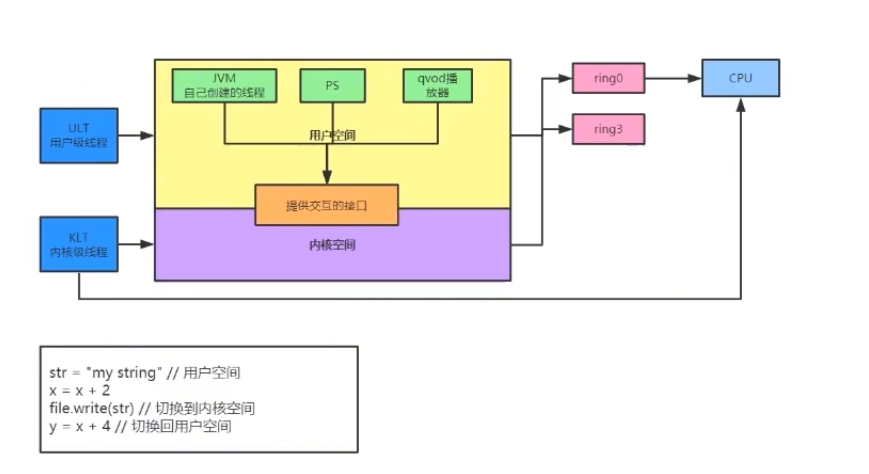 JVM
自己创建的线程
PS
qvod播
放器
ring0
CPU
ULT
用户级线程
用户空间
ring3
提供交互的接口
KLT
内核级线程
内核空间
str = "my string" // 用户空间
x = x + 2
file.write(str) // 切换到内核空间
y = x + 4 // 切换回用户空间